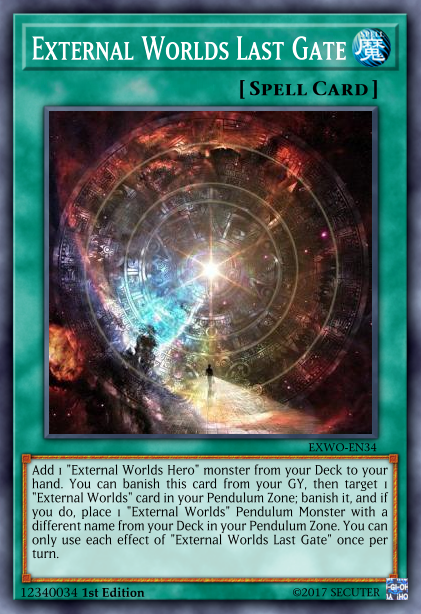 External Worlds Last Gate 魔
[Spell Card]
EXWO-EN34
Add 1 "External Worlds Hero" monster from your Deck to your
hand. You can banish this card from your GY, then target 1
"External Worlds" card in your Pendulum Zone; banish it, and if
you do, place 1 "External Worlds" Pendulum Monster with a
different name from your Deck in your Pendulum Zone. You can
only use each effect of "External Worlds Last Gate" once per
turn.
12340034 1st Edition ©2017 SECUTER